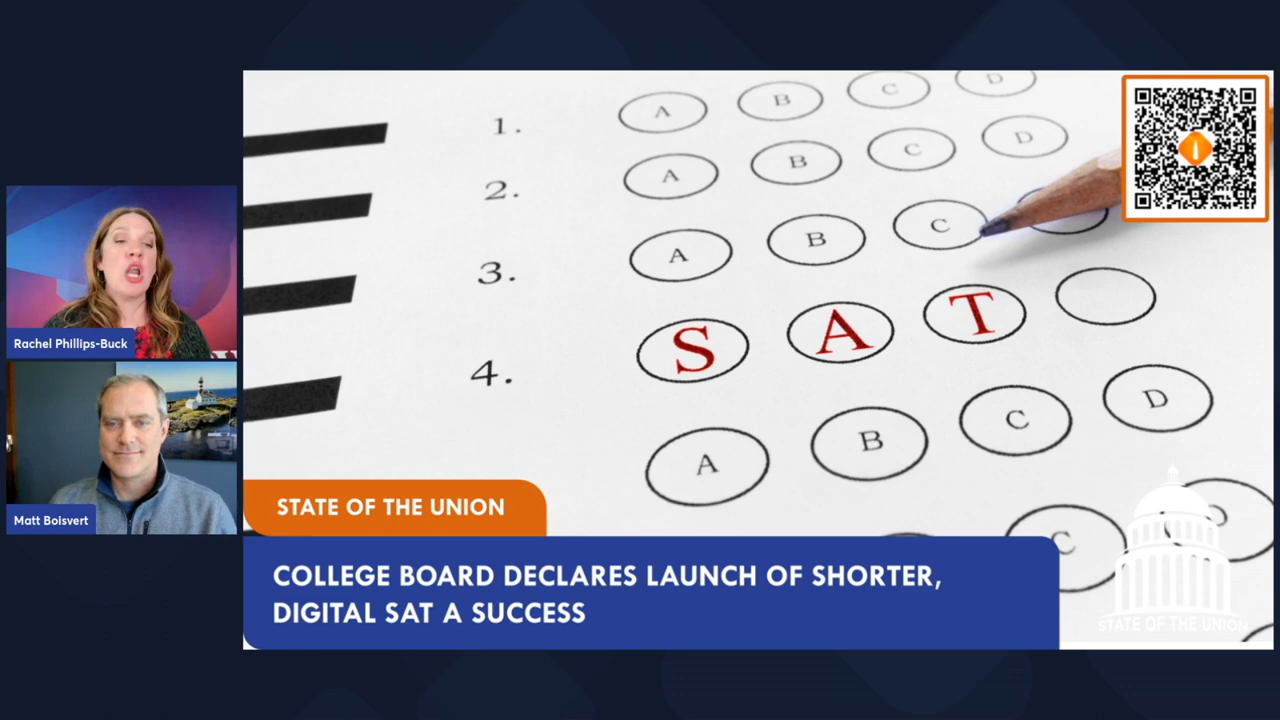 Rachel Phillips-Buck
Matt Boisvert
1. A B C D
2. A B C D
3. A B C
4. S A T
A B C D
C
STATE OF THE UNION
COLLEGE BOARD DECLARES LAUNCH OF SHORTER,
DIGITAL SAT A SUCCESS
STATE OF THE UNION